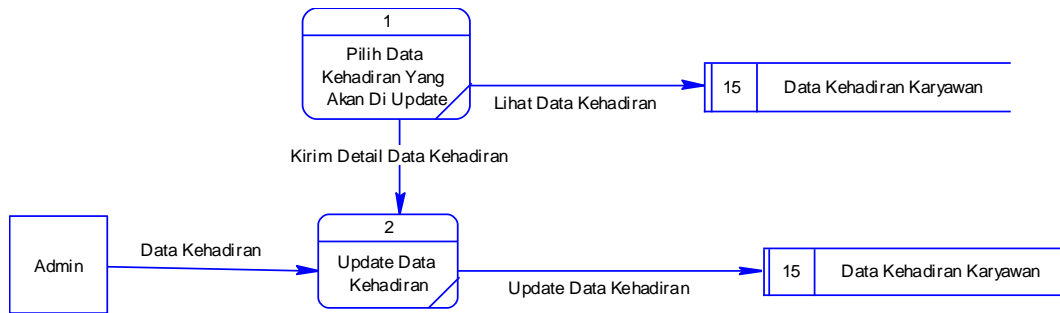 1
Pilih Data
Kehadiran Yang
Akan Di Update
Lihat Data Kehadiran
15
Data Kehadiran Karyawan
Kirim Detail Data Kehadiran
Admin
Data Kehadiran
2
Update Data
Kehadiran
Update Data Kehadiran
15
Data Kehadiran Karyawan